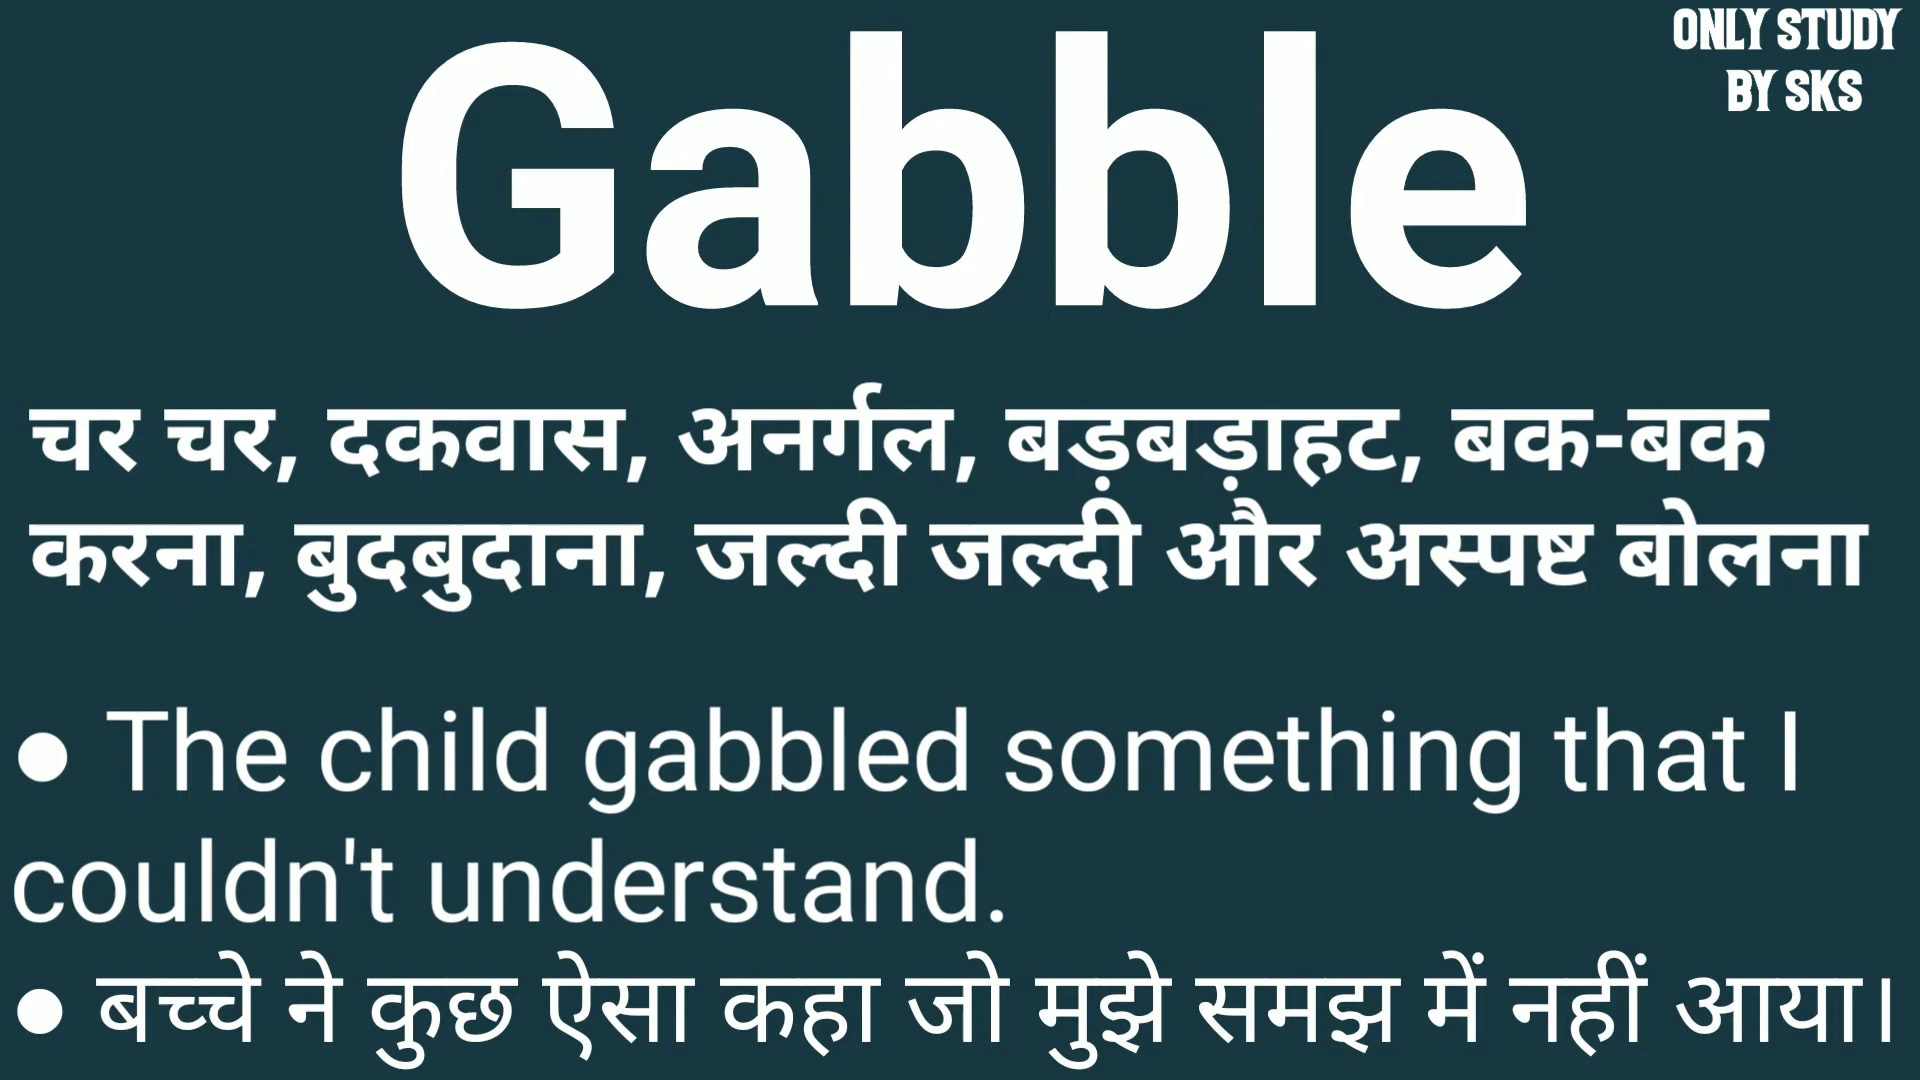 Gabble
ONLY STUDY
BY SKS
चर चर, दकवास, अनर्गल, बड़बड़ाहट, बक-बक
करना, बुदबुदाना, जल्दी जल्दी और अस्पष्ट बोलना
● The child gabbled something that I
couldn't understand.
● बच्चे ने कुछ ऐसा कहा जो मुझे समझ में नहीं आया।